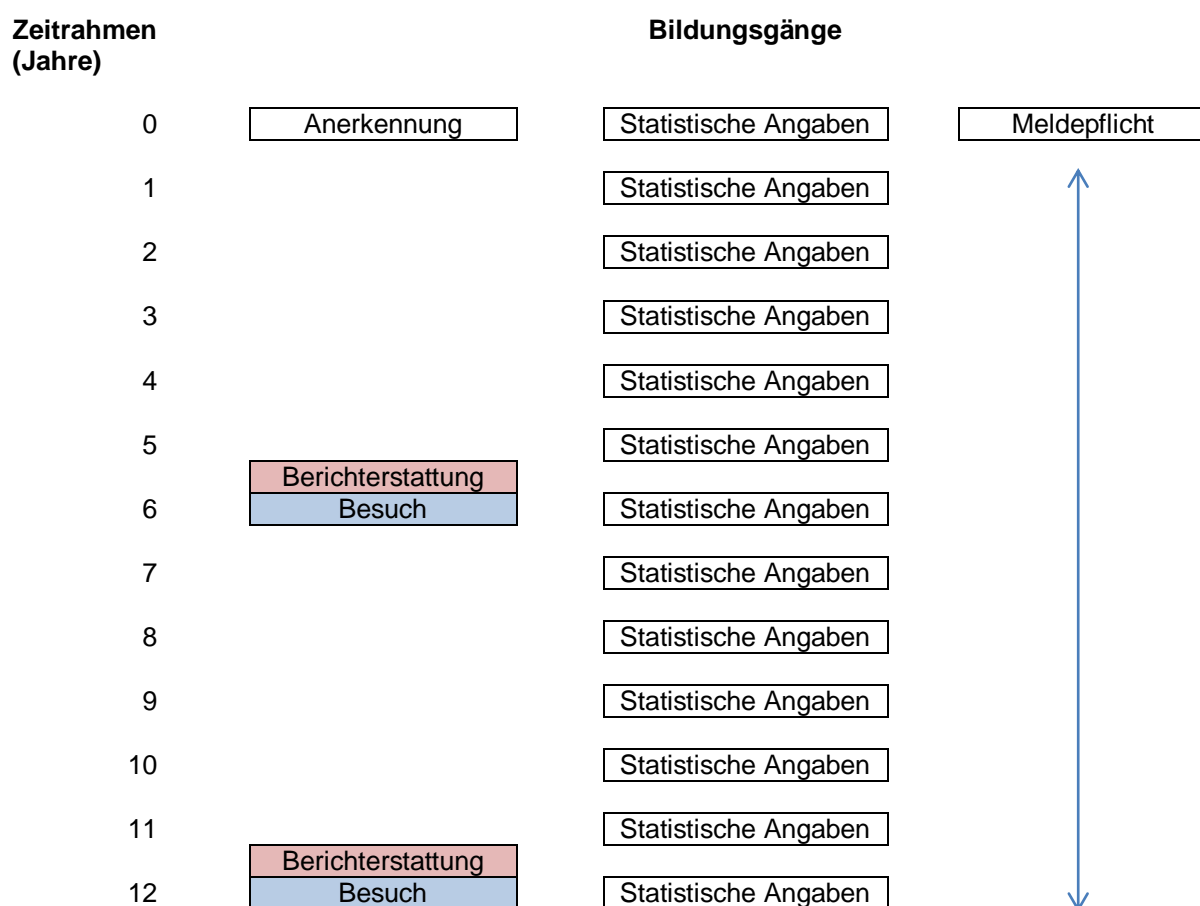 Zeitrahmen Bildungsgänge
(Jahre)
0 Anerkennung Statistische Angaben Meldepflicht
1 Statistische Angaben
2 Statistische Angaben
3 Statistische Angaben
4 Statistische Angaben
5 Statistische Angaben
Berichterstattung
6 Besuch Statistische Angaben
7 Statistische Angaben
8 Statistische Angaben
9 Statistische Angaben
10 Statistische Angaben
11 Statistische Angaben
Berichterstattung
12 Besuch Statistische Angaben